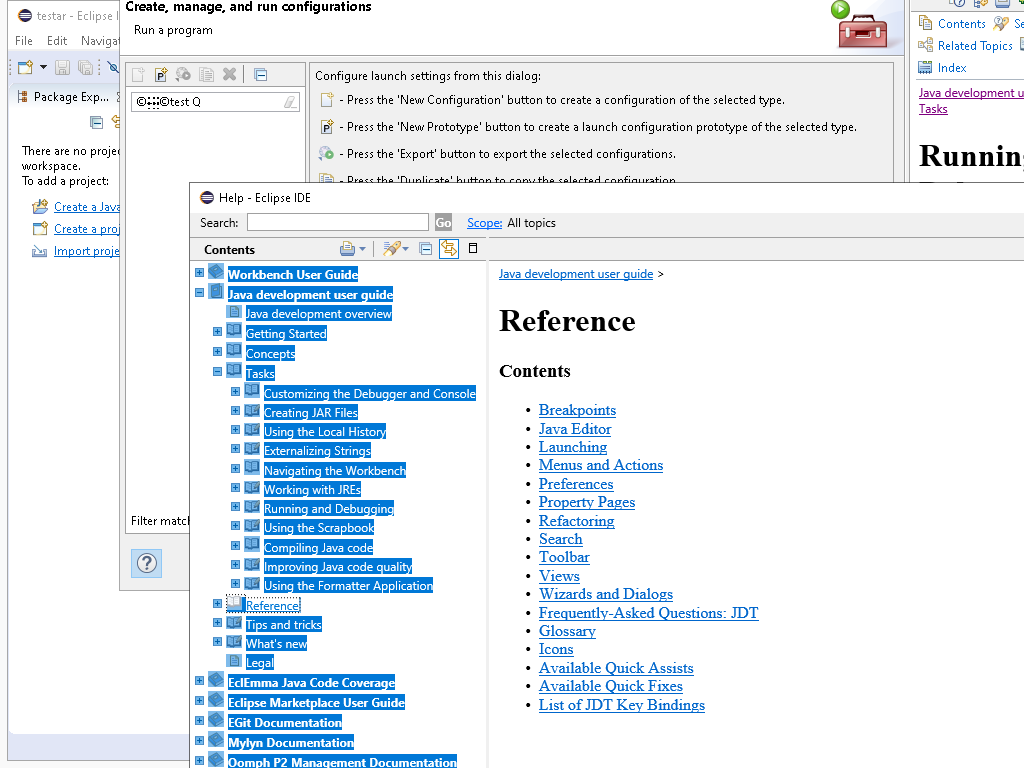 testar - Eclipse I
File Edit Navigat
Package Exp...
There are no proje
workspace.
To add a project:
Create a Java
Create a proj
Import proje
Create, manage, and run configurations
Run a program
test Q
Filter match
Configure launch settings from this dialog:
- Press the 'New Configuration' button to create a configuration of the selected type.
- Press the 'New Prototype' button to create a launch configuration prototype of the selected type.
- Press the 'Export' button to export the selected configurations.
- Press the 'Duplicate' button to copy the selected configuration.
Contents Se
Related Topics
Index
Java development u
Tasks
Running
Help - Eclipse IDE
Search: Go Scope: All topics
Contents
Workbench User Guide
Java development user guide
Java development overview
Getting Started
Concepts
Tasks
Customizing the Debugger and Console
Creating JAR Files
Using the Local History
Externalizing Strings
Navigating the Workbench
Working with JREs
Running and Debugging
Using the Scrapbook
Compiling Java code
Improving Java code quality
Using the Formatter Application
Reference
Tips and tricks
What's new
Legal
EclEmma Java Code Coverage
Eclipse Marketplace User Guide
EGit Documentation
Mylyn Documentation
Oomph P2 Management Documentation
Java development user guide >
Reference
Contents
• Breakpoints
• Java Editor
• Launching
• Menus and Actions
• Preferences
• Property Pages
• Refactoring
• Search
• Toolbar
• Views
• Wizards and Dialogs
• Frequently-Asked Questions: JDT
• Glossary
• Icons
• Available Quick Assists
• Available Quick Fixes
• List of JDT Key Bindings